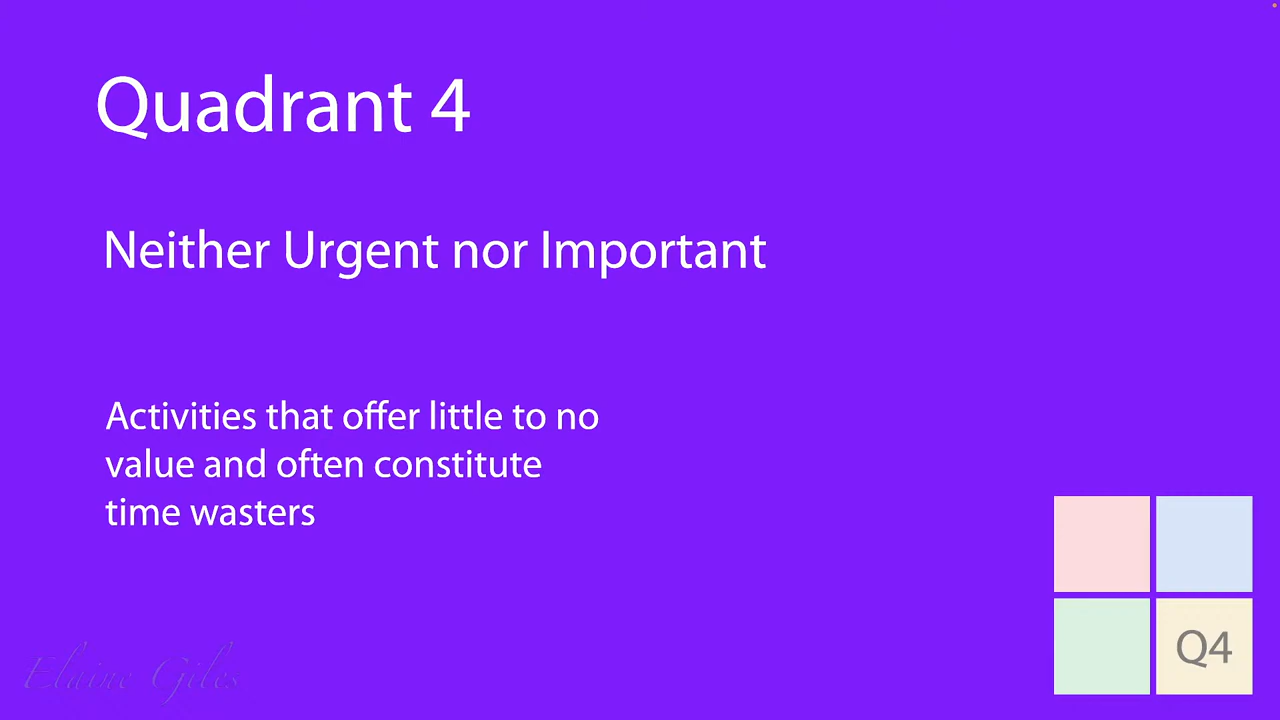 Quadrant 4
Neither Urgent nor Important
Activities that offer little to no
value and often constitute
time wasters
Q4
Elaine Giles